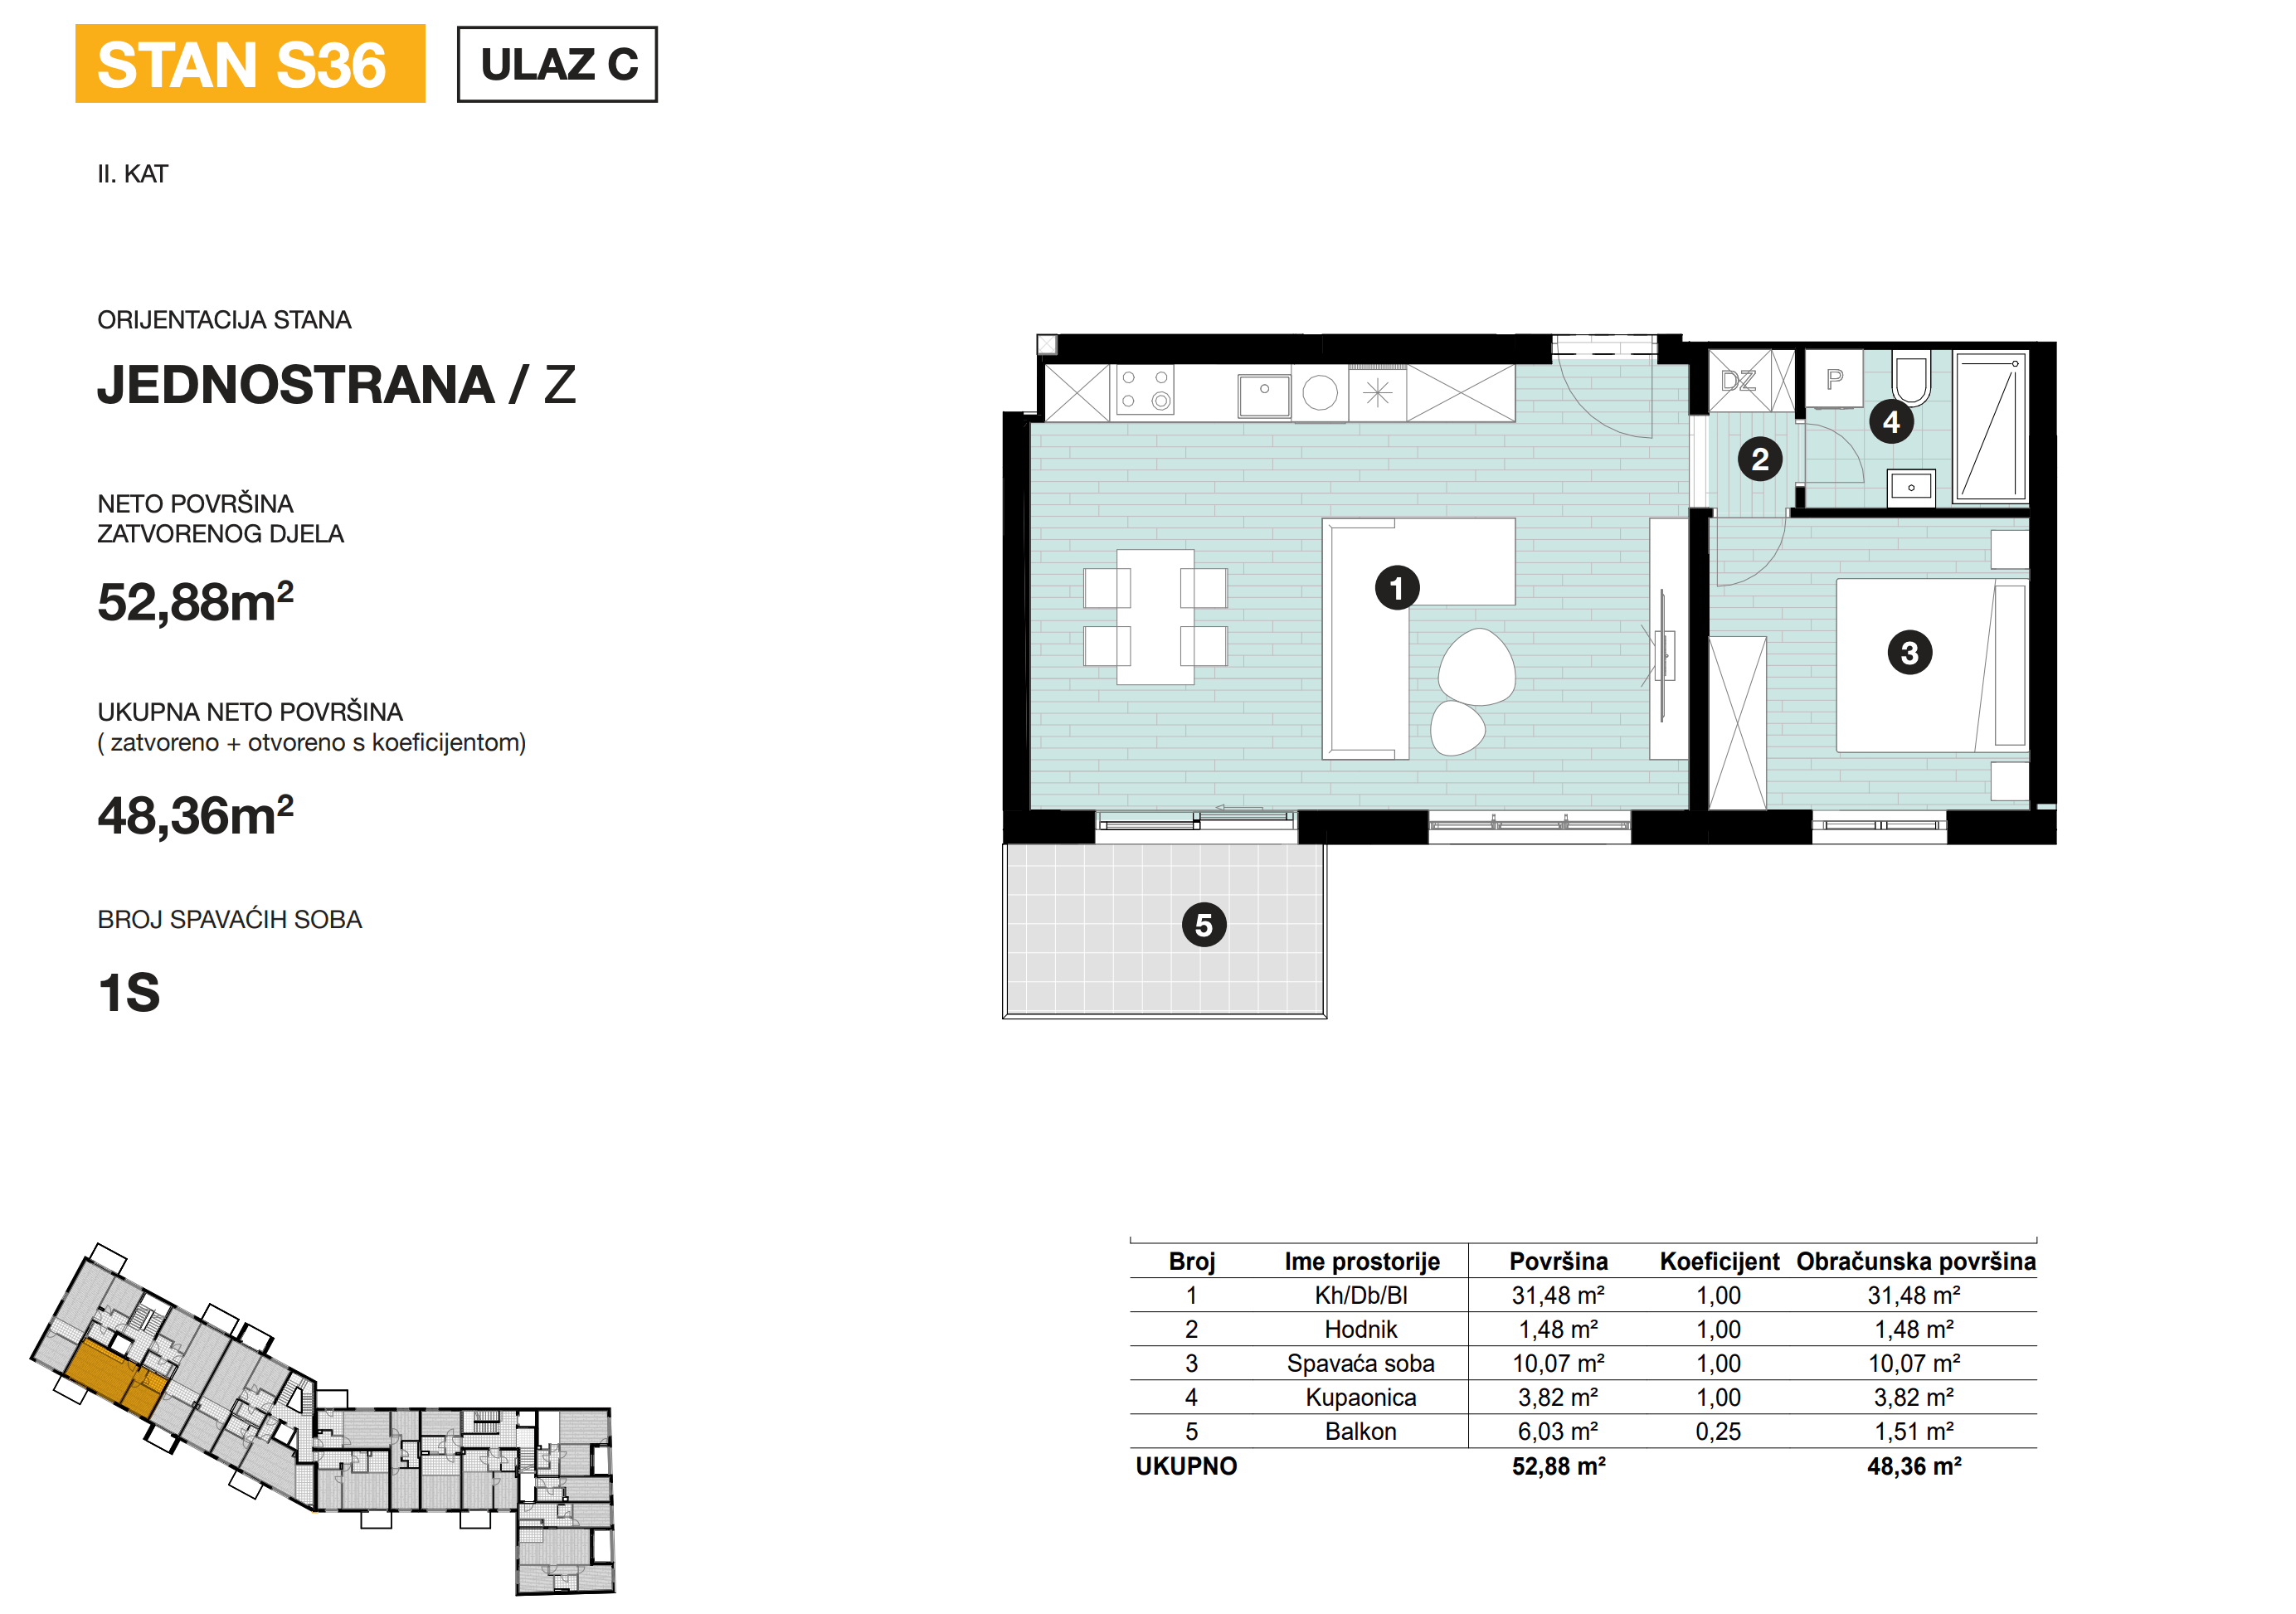 STAN S36
ULAZ C
II. KAT
ORIJENTACIJA STANA
JEDNOSTRANA / Z
NETO POVRŠINA
ZATVORENOG DJELA
52,88m²
UKUPNA NETO POVRŠINA
( zatvoreno + otvoreno s koeficijentom)
48,36m²
BROJ SPAVAĆIH SOBA
1S
DZ
P
4
2
1
3
5
Broj Ime prostorije Površina Koeficijent Obračunska površina
1 Kh/Db/Bl 31,48 m² 1,00 31,48 m²
2 Hodnik 1,48 m² 1,00 1,48 m²
3 Spavaća soba 10,07 m² 1,00 10,07 m²
4 Kupaonica 3,82 m² 1,00 3,82 m²
5 Balkon 6,03 m² 0,25 1,51 m²
UKUPNO 52,88 m² 48,36 m²